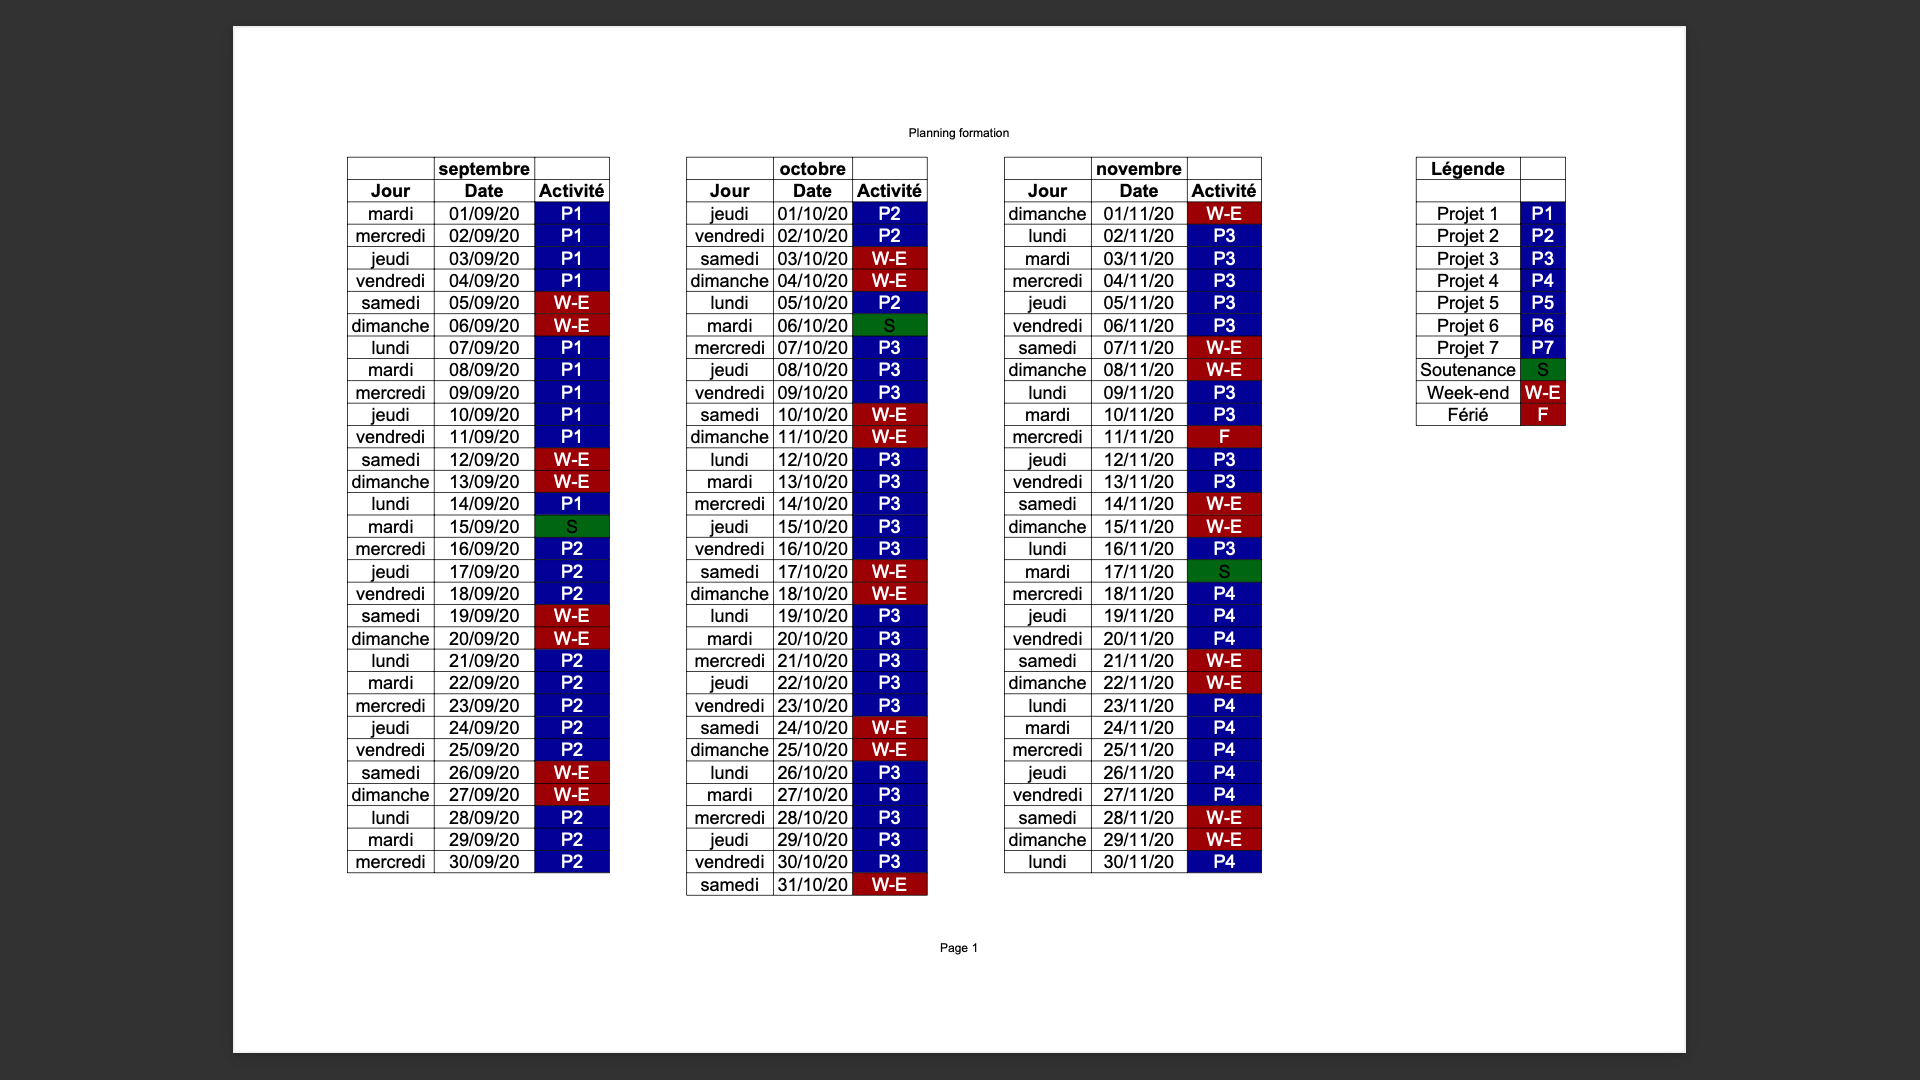 Planning formation
septembre octobre novembre Légende
Jour Date Activité Jour Date Activité Jour Date Activité
mardi 01/09/20 P1 jeudi 01/10/20 P2 dimanche 01/11/20 W-E Projet 1 P1
mercredi 02/09/20 P1 vendredi 02/10/20 P2 lundi 02/11/20 P3 Projet 2 P2
jeudi 03/09/20 P1 samedi 03/10/20 W-E mardi 03/11/20 P3 Projet 3 P3
vendredi 04/09/20 P1 dimanche 04/10/20 W-E mercredi 04/11/20 P3 Projet 4 P4
samedi 05/09/20 W-E lundi 05/10/20 P2 jeudi 05/11/20 P3 Projet 5 P5
dimanche 06/09/20 W-E mardi 06/10/20 S vendredi 06/11/20 P3 Projet 6 P6
lundi 07/09/20 P1 mercredi 07/10/20 P3 samedi 07/11/20 W-E Projet 7 P7
mardi 08/09/20 P1 jeudi 08/10/20 P3 dimanche 08/11/20 W-E Soutenance S
mercredi 09/09/20 P1 vendredi 09/10/20 P3 lundi 09/11/20 P3 Week-end W-E
jeudi 10/09/20 P1 samedi 10/10/20 W-E mardi 10/11/20 P3 Férié F
vendredi 11/09/20 P1 dimanche 11/10/20 W-E mercredi 11/11/20 F
samedi 12/09/20 W-E lundi 12/10/20 P3 jeudi 12/11/20 P3
dimanche 13/09/20 W-E mardi 13/10/20 P3 vendredi 13/11/20 P3
lundi 14/09/20 P1 mercredi 14/10/20 P3 samedi 14/11/20 W-E
mardi 15/09/20 S jeudi 15/10/20 P3 dimanche 15/11/20 W-E
mercredi 16/09/20 P2 vendredi 16/10/20 P3 lundi 16/11/20 P3
jeudi 17/09/20 P2 samedi 17/10/20 W-E mardi 17/11/20 S
vendredi 18/09/20 P2 dimanche 18/10/20 W-E mercredi 18/11/20 P4
samedi 19/09/20 W-E lundi 19/10/20 P3 jeudi 19/11/20 P4
dimanche 20/09/20 W-E mardi 20/10/20 P3 vendredi 20/11/20 P4
lundi 21/09/20 P2 mercredi 21/10/20 P3 samedi 21/11/20 W-E
mardi 22/09/20 P2 jeudi 22/10/20 P3 dimanche 22/11/20 W-E
mercredi 23/09/20 P2 vendredi 23/10/20 P3 lundi 23/11/20 P4
jeudi 24/09/20 P2 samedi 24/10/20 W-E mardi 24/11/20 P4
vendredi 25/09/20 P2 dimanche 25/10/20 W-E mercredi 25/11/20 P4
samedi 26/09/20 W-E lundi 26/10/20 P3 jeudi 26/11/20 P4
dimanche 27/09/20 W-E mardi 27/10/20 P3 vendredi 27/11/20 P4
lundi 28/09/20 P2 mercredi 28/10/20 P3 samedi 28/11/20 W-E
mardi 29/09/20 P2 jeudi 29/10/20 P3 dimanche 29/11/20 W-E
mercredi 30/09/20 P2 vendredi 30/10/20 P3 lundi 30/11/20 P4
samedi 31/10/20 W-E
Page 1